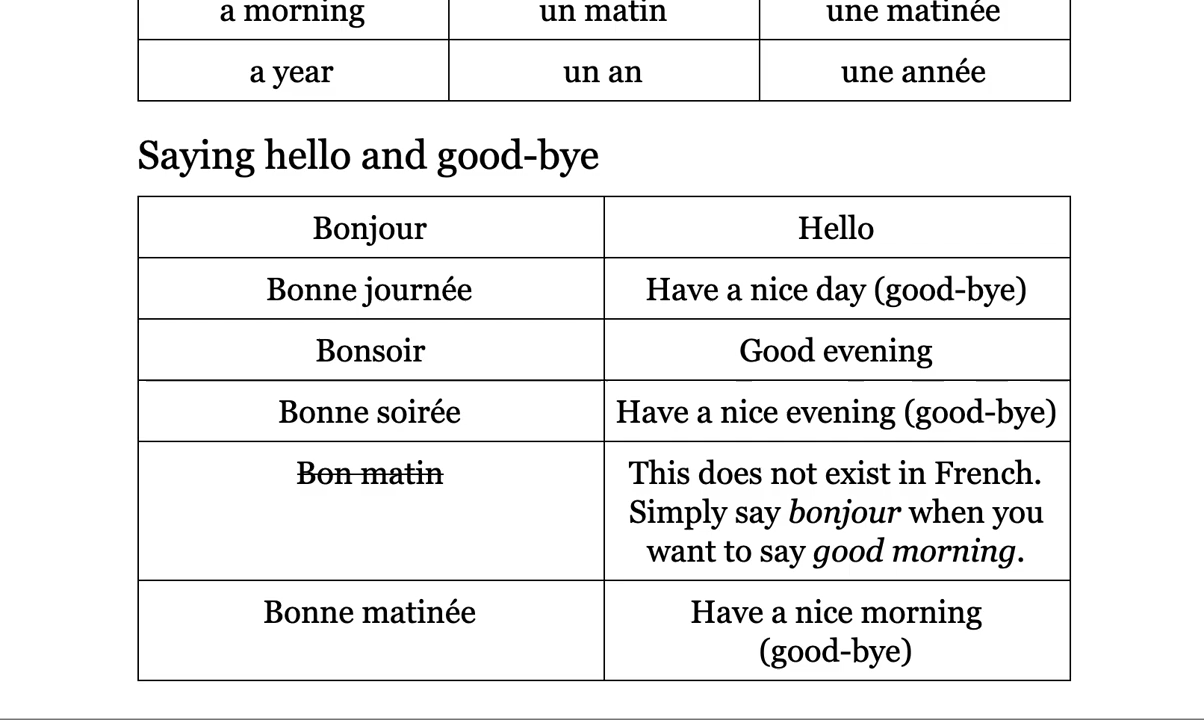 a morning un matin une matinée
a year un an une année
Saying hello and good-bye
Bonjour Hello
Bonne journée Have a nice day (good-bye)
Bonsoir Good evening
Bonne soirée Have a nice evening (good-bye)
Bon matin This does not exist in French.
Simply say bonjour when you
want to say good morning.
Bonne matinée Have a nice morning
(good-bye)